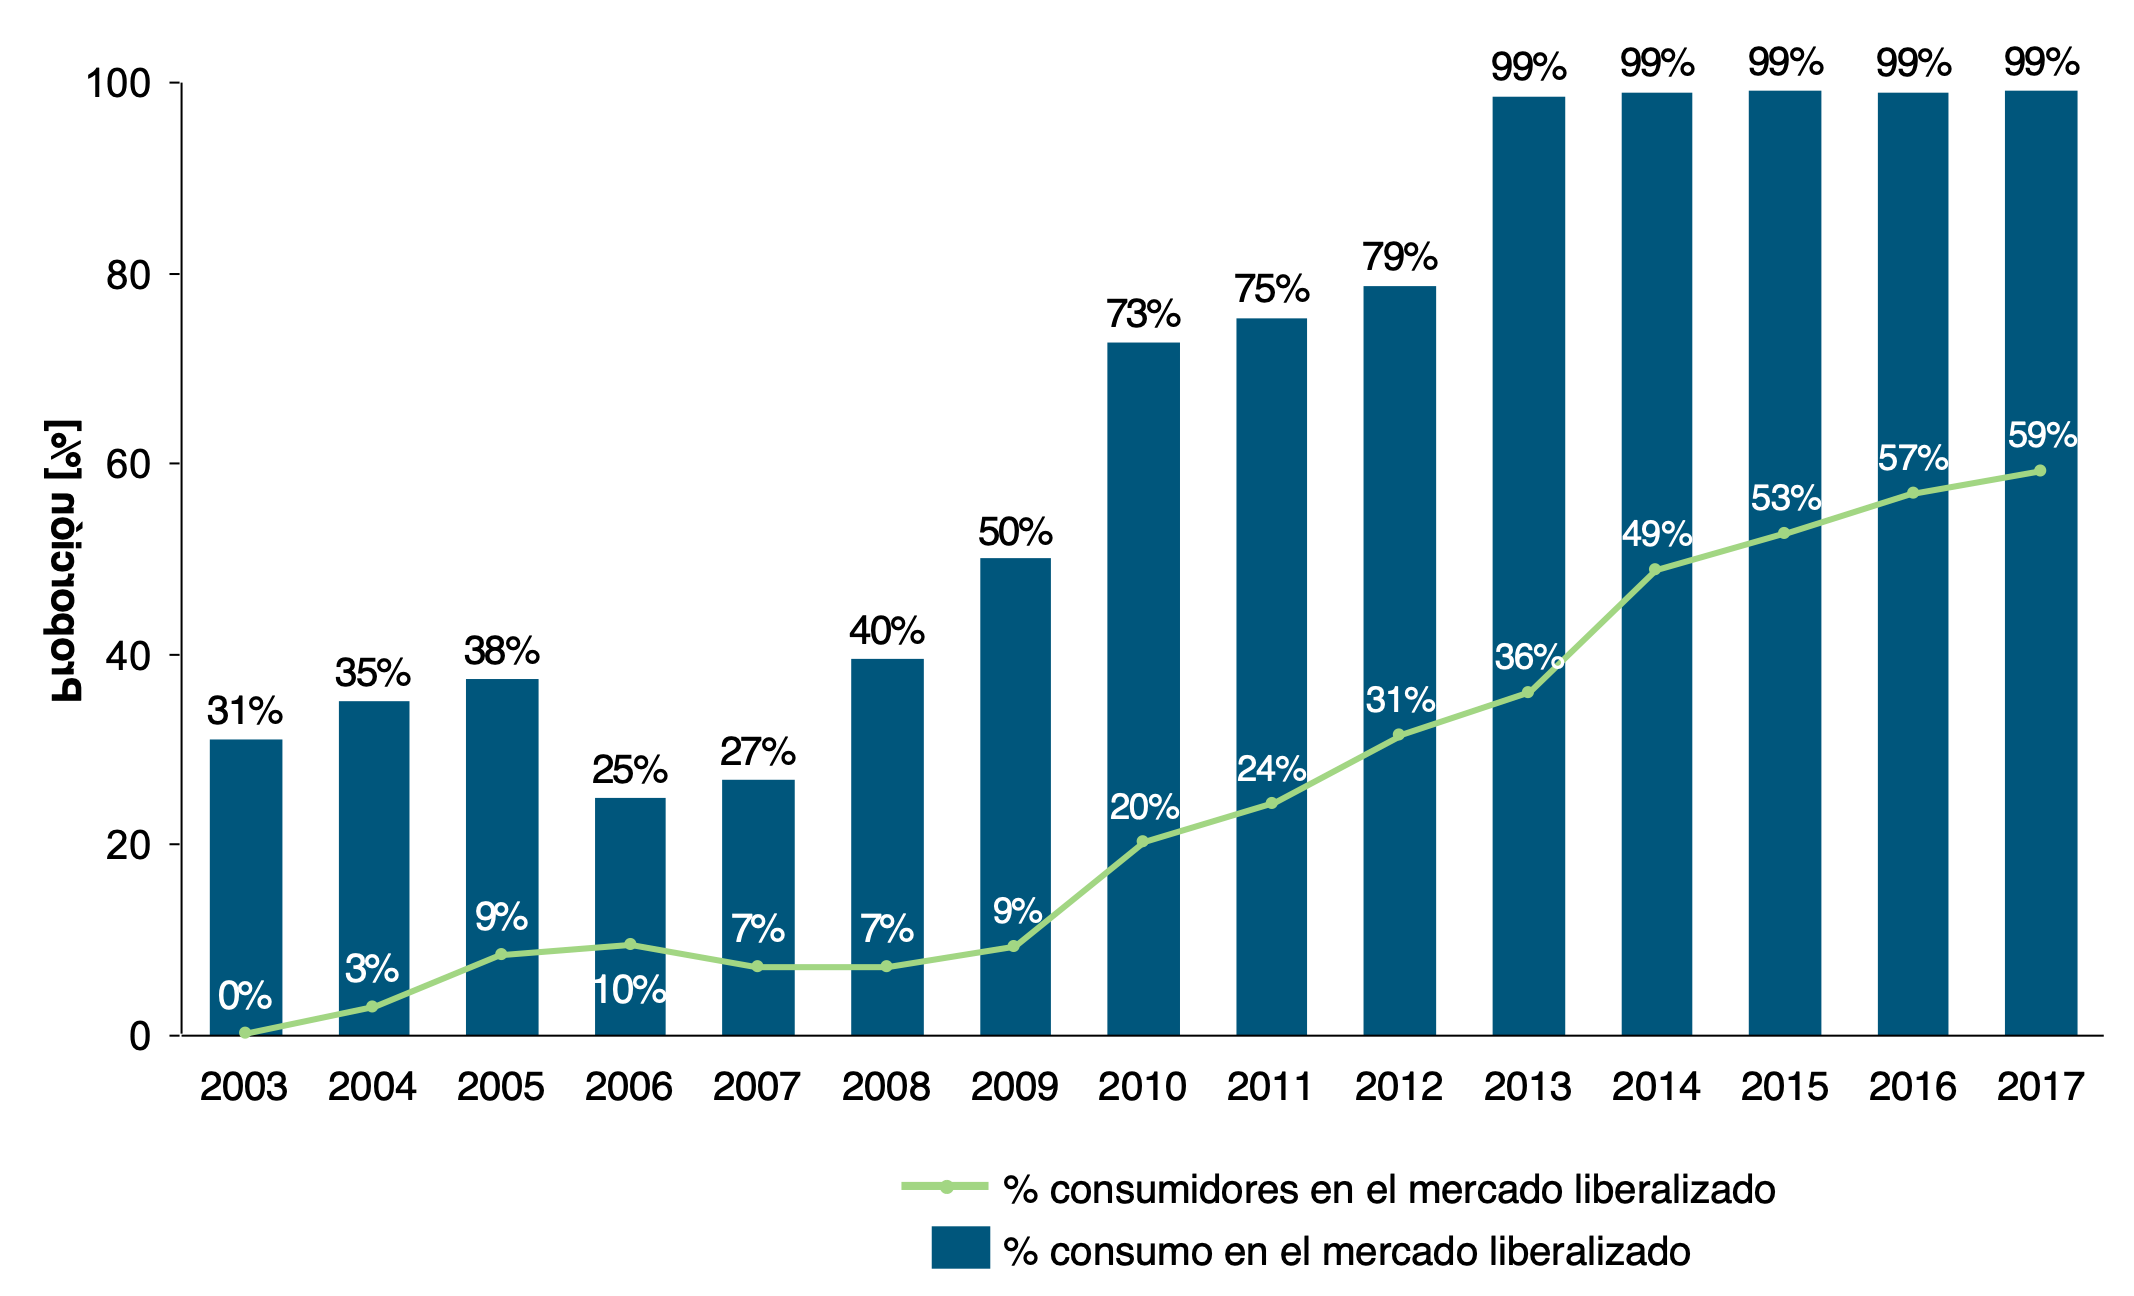 Proporción [%]
100
80
60
40
20
0
31% 35% 38% 25% 27% 40% 50% 73% 75% 79% 99% 99% 99% 99% 99%
0% 3% 9% 10% 7% 7% 9% 20% 24% 31% 36% 49% 53% 57% 59%
2003 2004 2005 2006 2007 2008 2009 2010 2011 2012 2013 2014 2015 2016 2017
% consumidores en el mercado liberalizado
% consumo en el mercado liberalizado